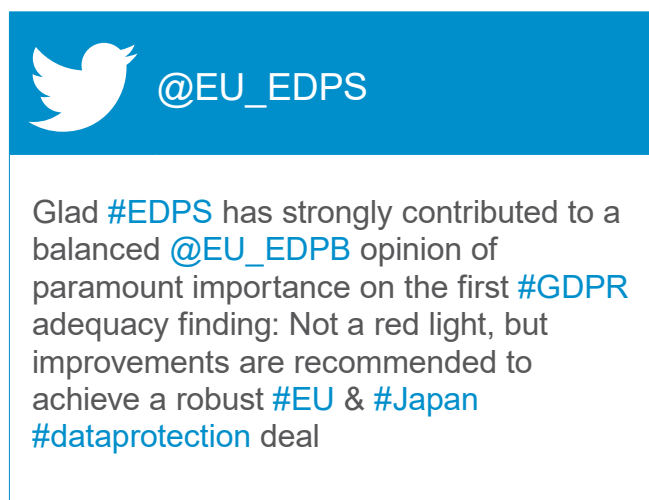 @EU_EDPS
Glad #EDPS has strongly contributed to a
balanced @EU_EDPB opinion of
paramount importance on the first #GDPR
adequacy finding: Not a red light, but
improvements are recommended to
achieve a robust #EU & #Japan
#dataprotection deal